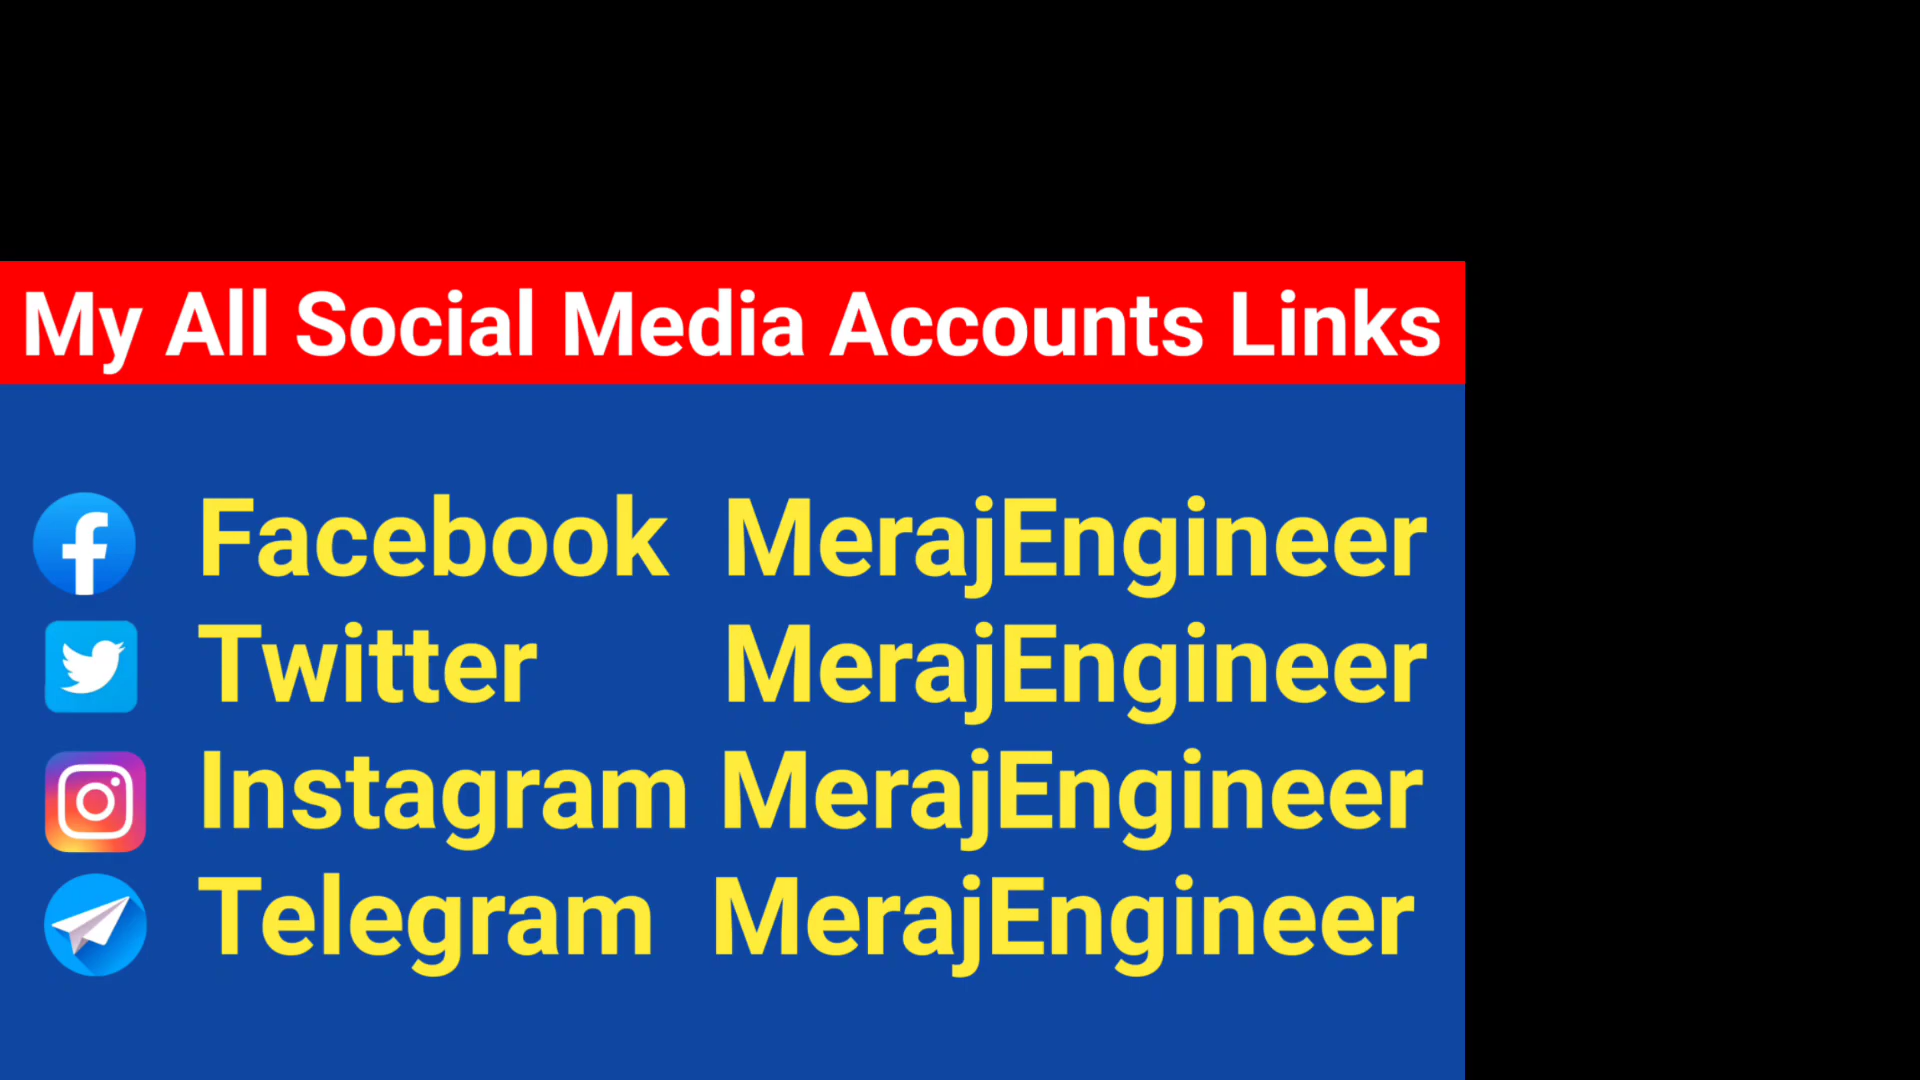 My All Social Media Accounts Links
Facebook MerajEngineer
Twitter MerajEngineer
Instagram MerajEngineer
Telegram MerajEngineer